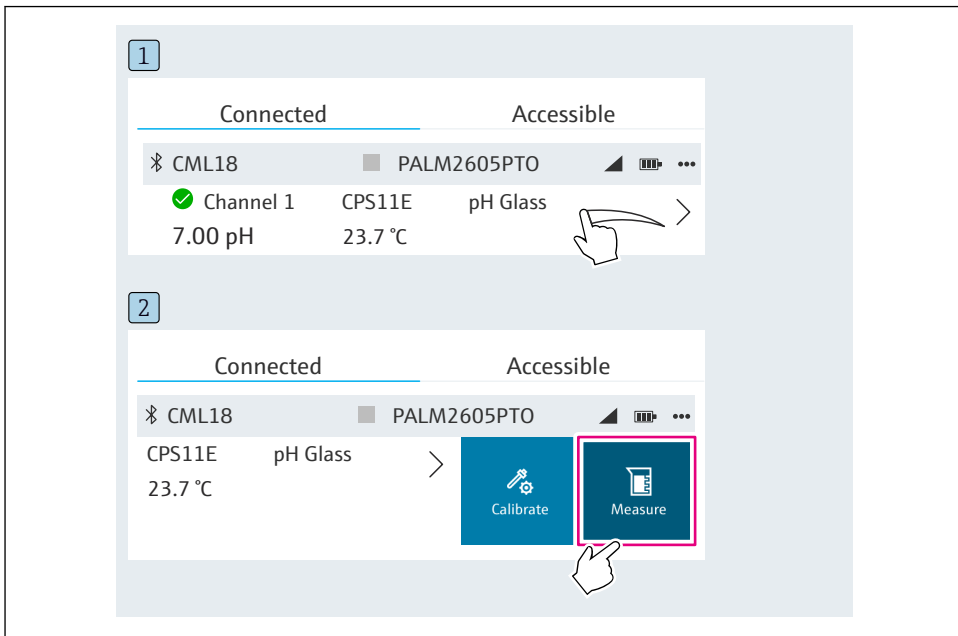 1
Connected Accessible
CML18 PALM2605PTO
Channel 1 CPS11E pH Glass
7.00 pH 23.7 °C
2
Connected Accessible
CML18 PALM2605PTO
CPS11E pH Glass
23.7 °C
Calibrate Measure